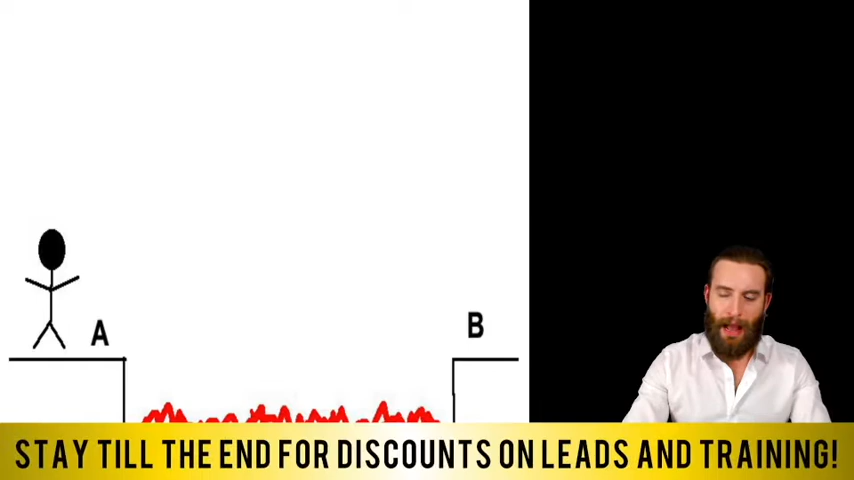 A
B
STAY TILL THE END FOR DISCOUNTS ON LEADS AND TRAINING!